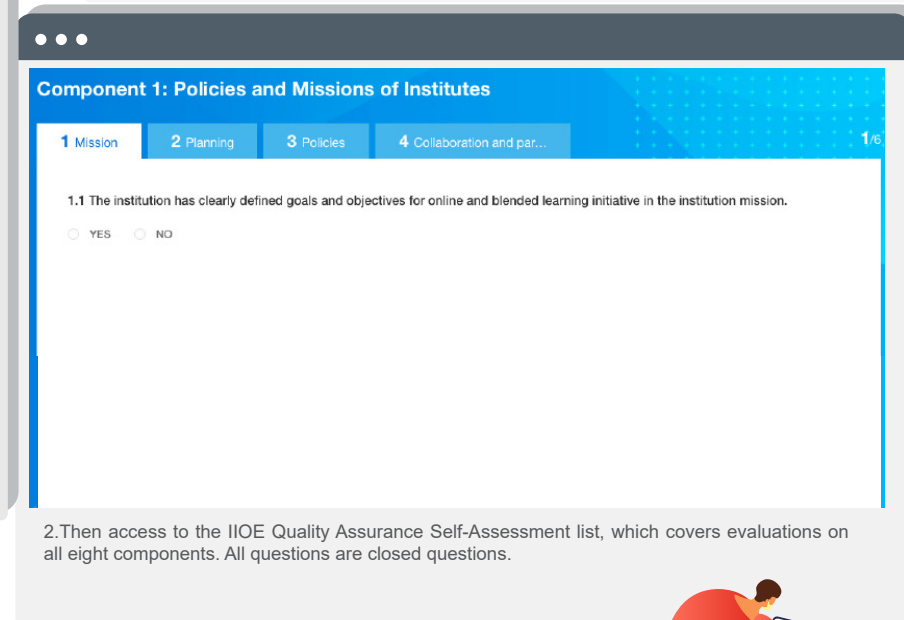 Component 1: Policies and Missions of Institutes
1 Mission 2 Planning 3 Policies 4 Collaboration and par... 1/6
1.1 The institution has clearly defined goals and objectives for online and blended learning initiative in the institution mission.
YES NO
2.Then access to the IIOE Quality Assurance Self-Assessment list, which covers evaluations on
all eight components. All questions are closed questions.